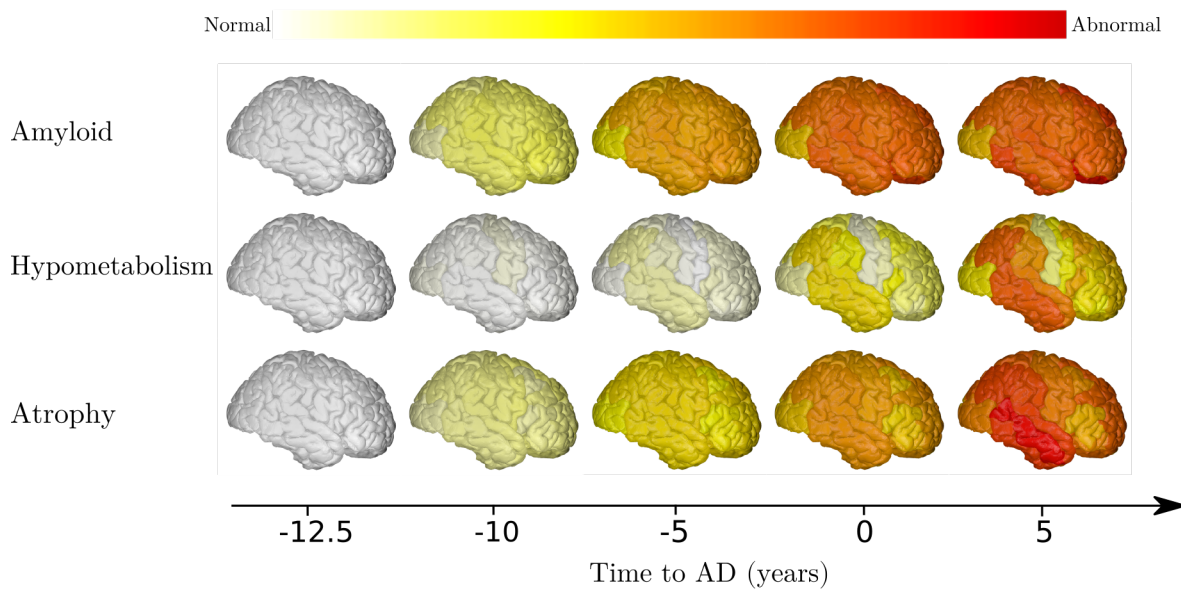 Normal
Abnormal
Amyloid
Hypometabolism
Atrophy
-12.5 -10 -5 0 5
Time to AD (years)